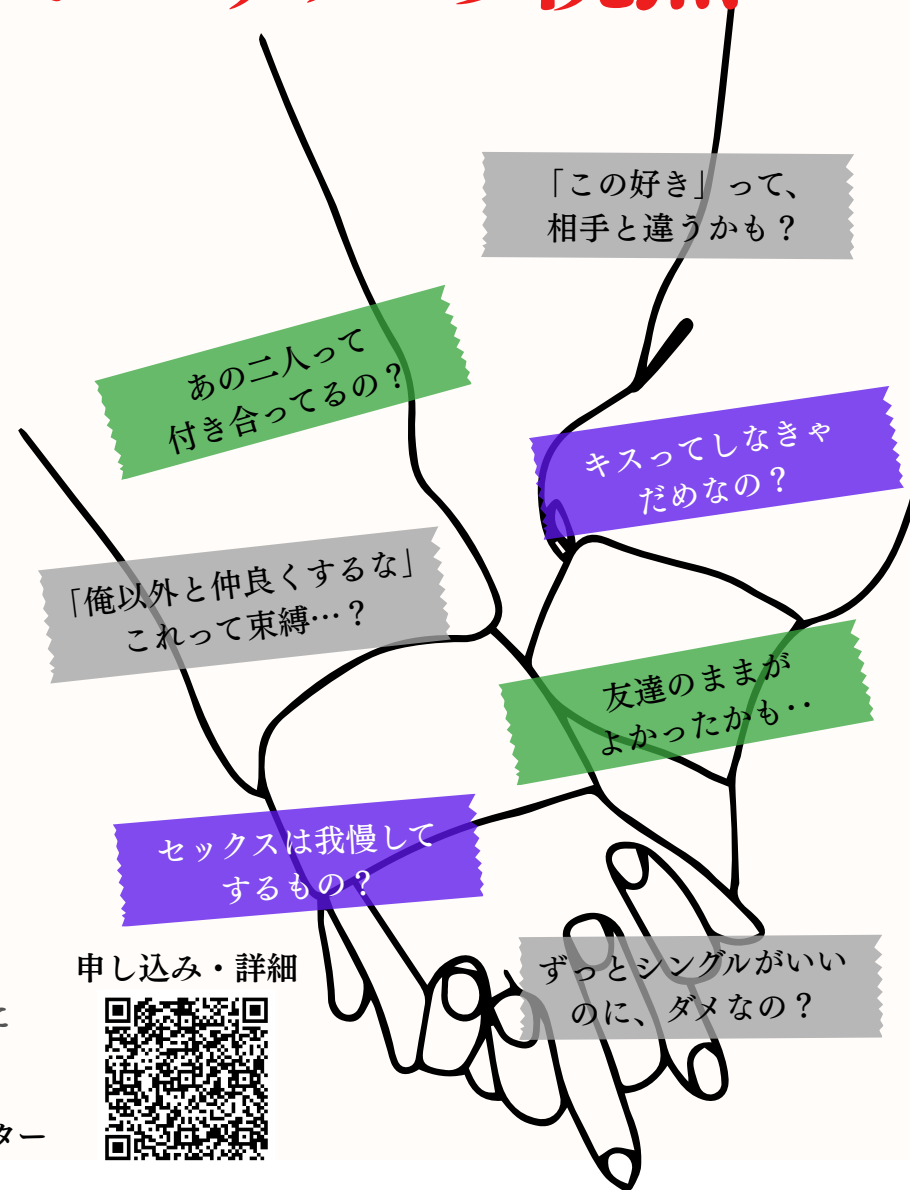 視点
「この好き」って、
相手と違うかも？
あの二人って
付き合ってるの？
キスってしなきゃ
だめなの？
「俺以外と仲良くするな」
これって束縛…？
友達のままが
よかったかも‥
セックスは我慢して
するもの？
ずっとシングルがいい
のに、ダメなの？
申し込み・詳細
に
ター